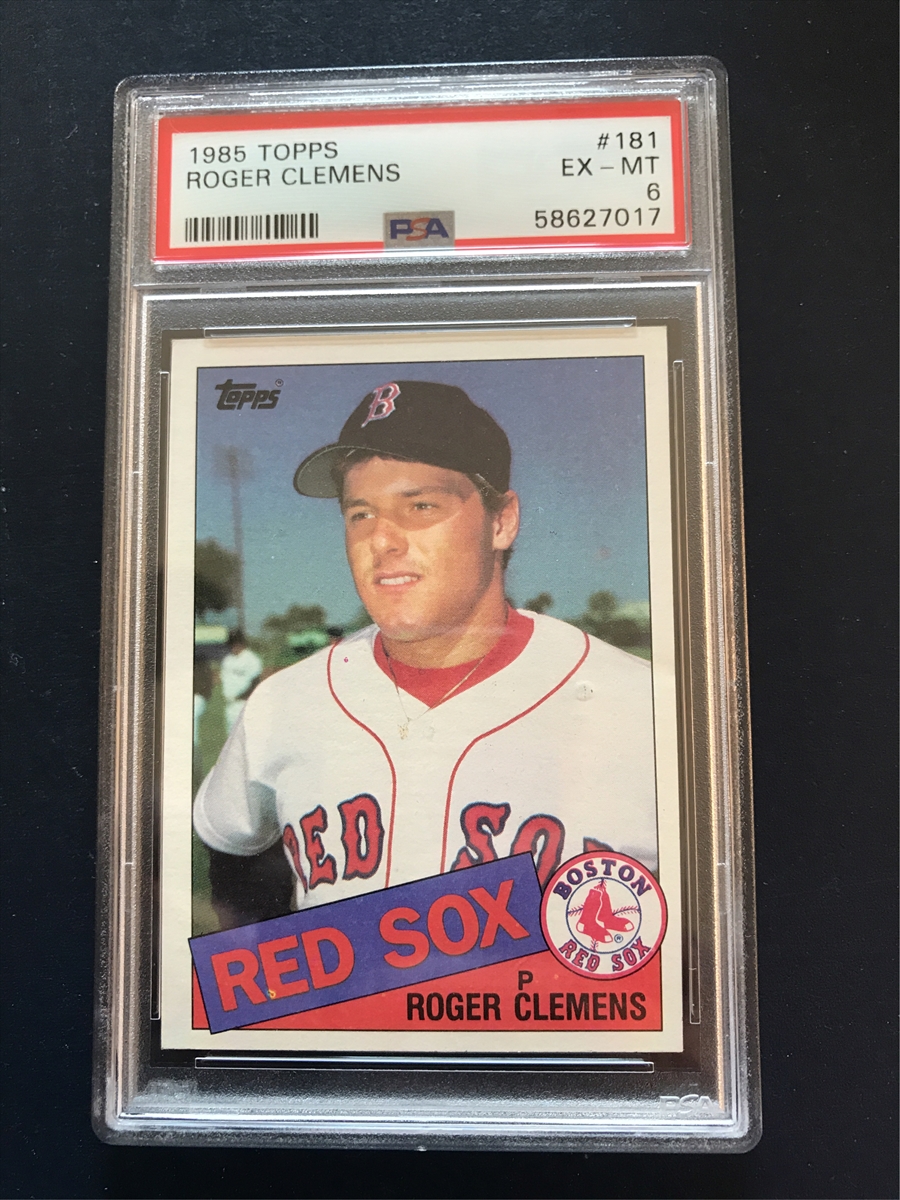 1985 TOPPS #181
ROGER CLEMENS EX - MT
6
PSA 58627017
Topps®
B
RED SO
RED SOX
BOSTON
RED SOX
®
P
ROGER CLEMENS
PSA